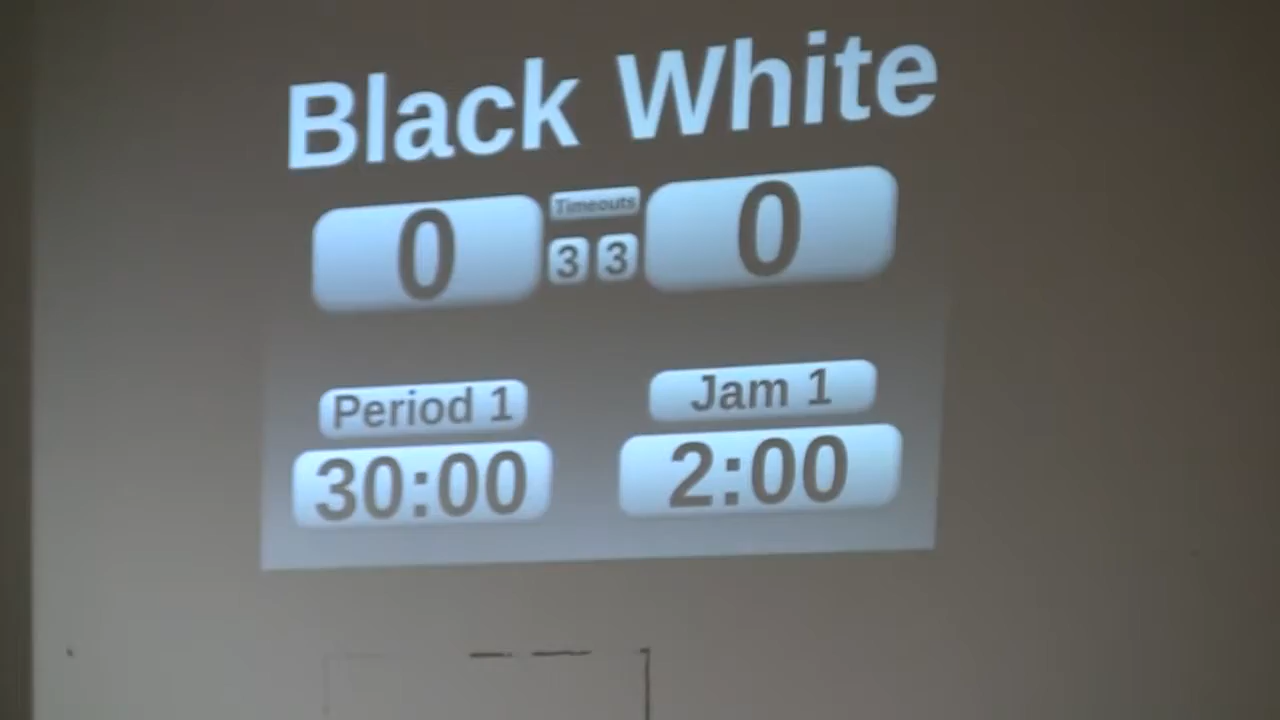 Black White
0 Timeouts 0
3 3
Period 1 Jam 1
30:00 2:00